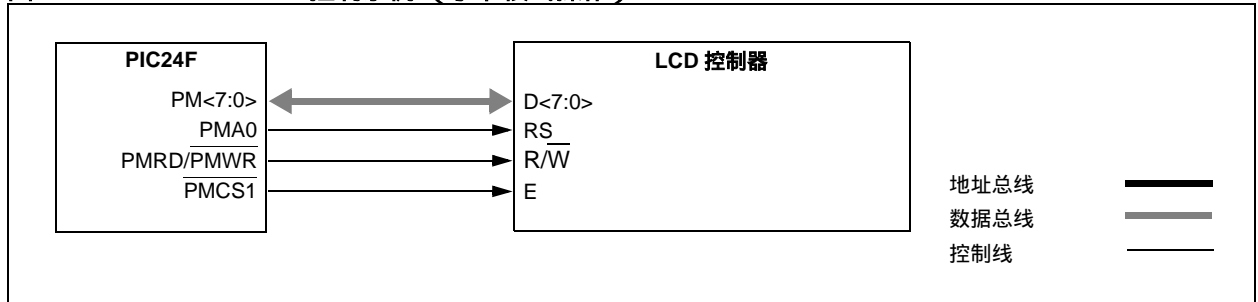 PIC24F
PM<7:0>
PMA0
PMRD/PMWR
PMCS1
LCD 控制器
D<7:0>
RS
R/W
E
地址总线
数据总线
控制线